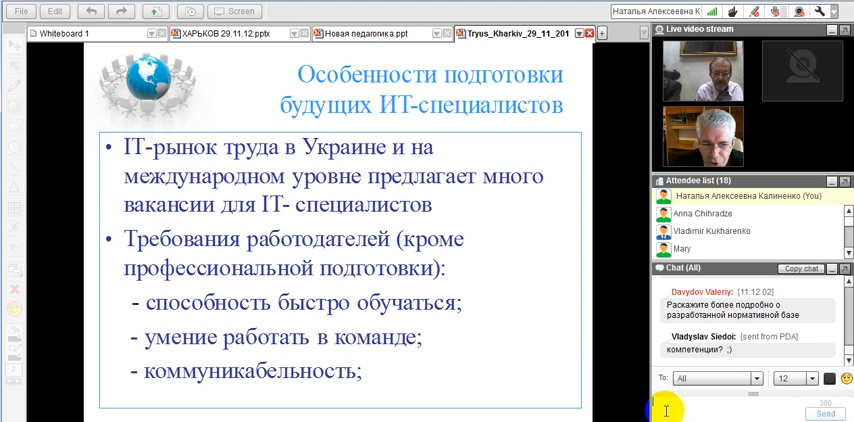 File
Edit
Screen
Наталья Алексеевна К
Whiteboard 1
ХАРЬКОВ 29.11.12.pptx
Новая педагогика.ppt
Tryus_Kharkiv_29_11_201
Особенности подготовки
будущих ИТ-специалистов
• IT-рынок труда в Украине и на
международном уровне предлагает много
вакансии для IT- специалистов
• Требования работодателей (кроме
профессиональной подготовки):
- способность быстро обучаться;
- умение работать в команде;
- коммуникабельность;
Live video stream
Attendee list (18)
Наталья Алексеевна Калиненко (You)
Anna Chihradze
Vladimir Kukharenko
Mary
Chat (All)
Copy chat
Davydov Valeriy: [11:12:02]
Раскажите более подробно о
разработанной нормативной базе
Vladyslav Siedoi: [sent from PDA]
компетенции? ;)
To:
All
12
300
Send